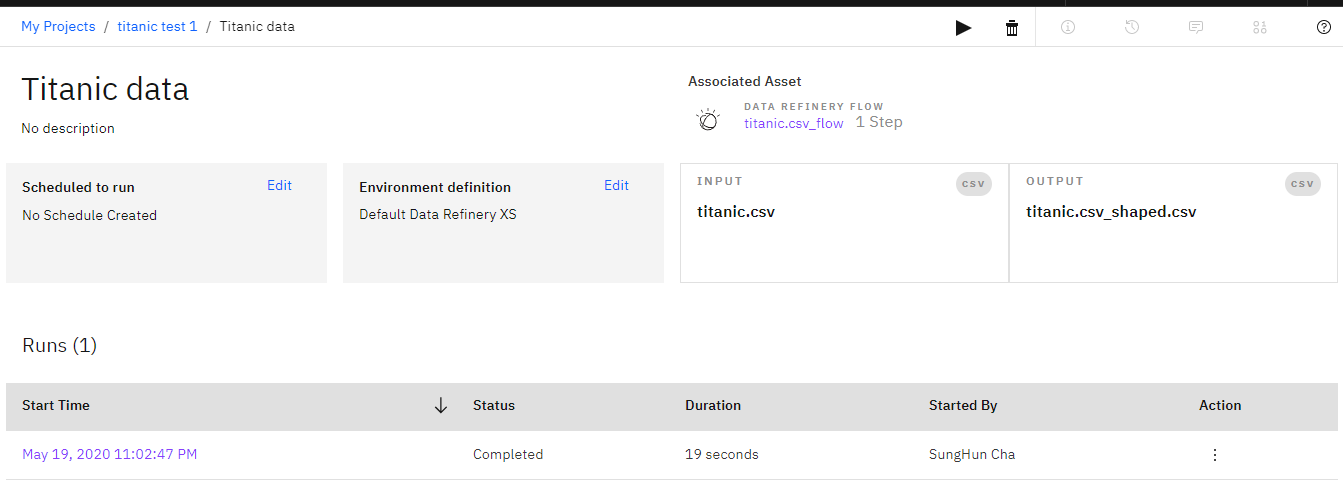 My Projects / titanic test 1 / Titanic data
Titanic data
No description
Associated Asset
DATA REFINERY FLOW
titanic.csv_flow 1 Step
Scheduled to run Edit
No Schedule Created
Environment definition Edit
Default Data Refinery XS
INPUT CSV
titanic.csv
OUTPUT CSV
titanic.csv_shaped.csv
Runs (1)
Start Time Status Duration Started By Action
May 19, 2020 11:02:47 PM Completed 19 seconds SungHun Cha